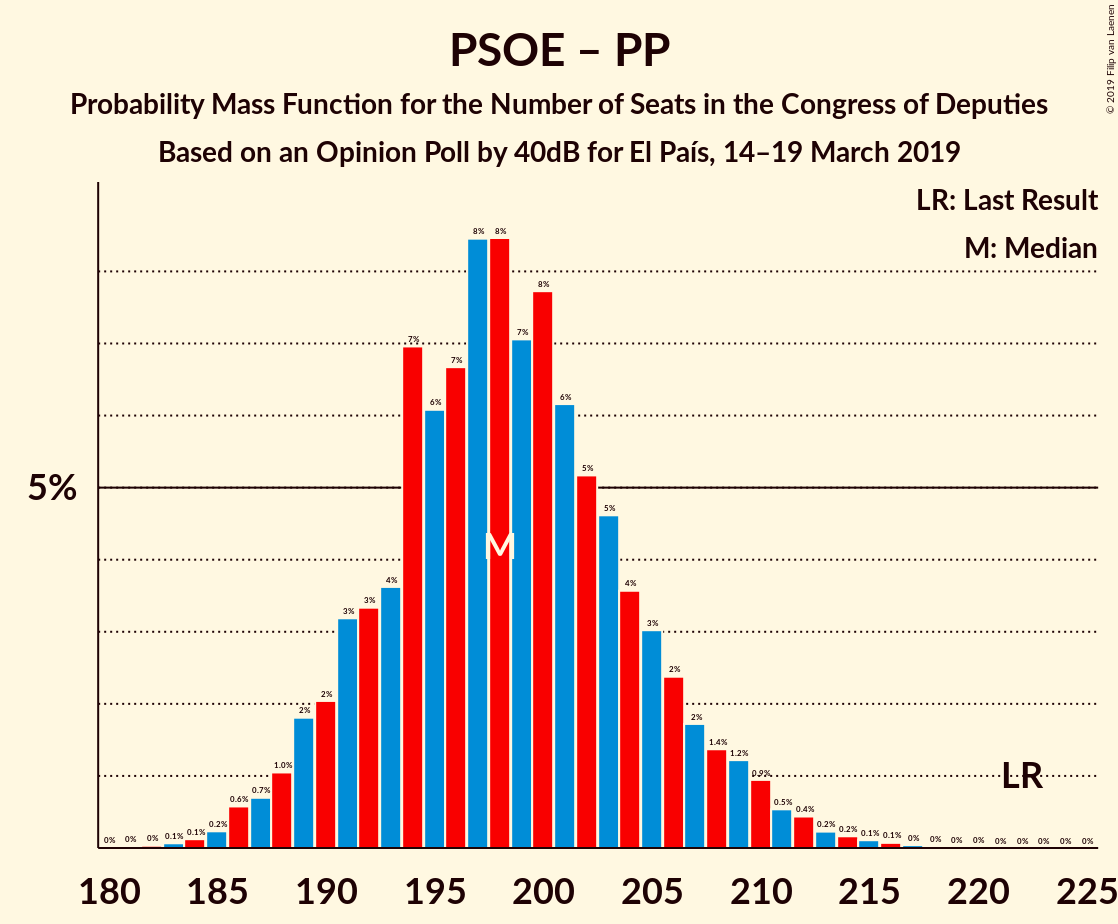 PSOE – PP
Probability Mass Function for the Number of Seats in the Congress of Deputies
Based on an Opinion Poll by 40dB for El País, 14–19 March 2019
© 2019 Filip van Laenen
LR: Last Result
M: Median
5%
0% 0% 0% 0.1% 0.1% 0.2% 0.6% 0.7% 1.0% 2% 2% 3% 3% 4% 7% 6% 7% 8% 8% 7% 8% 6% 5% 5% 4% 3% 2% 2% 1.4% 1.2% 0.9% 0.5% 0.4% 0.2% 0.2% 0.1% 0.1% 0% 0% 0% 0% 0% 0% 0% 0% 0%
M
LR
180 185 190 195 200 205 210 215 220 225